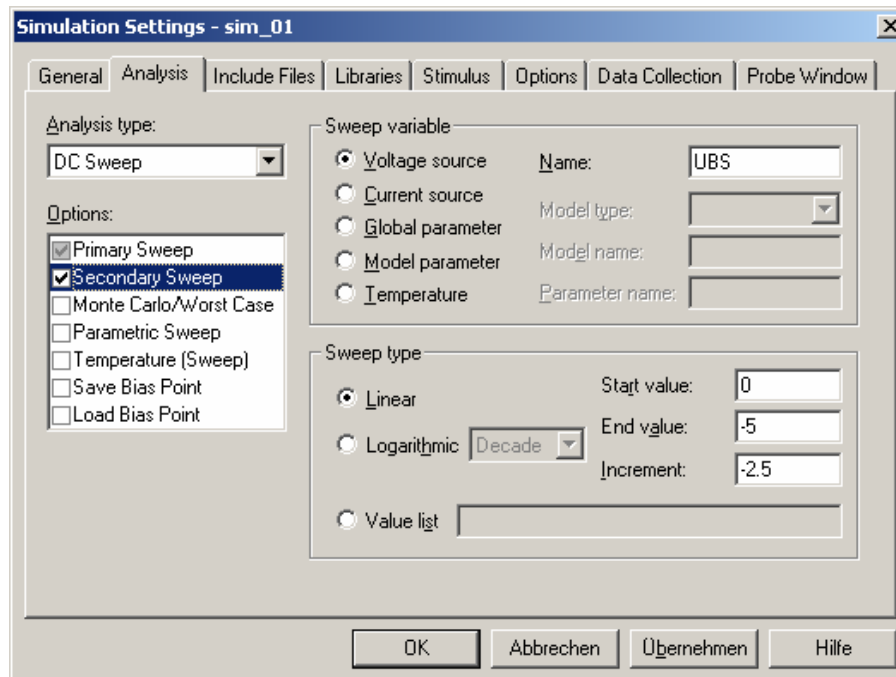 Simulation Settings - sim_01
General Analysis Include Files Libraries Stimulus Options Data Collection Probe Window
Analysis type:
DC Sweep
Options:
Primary Sweep
Secondary Sweep
Monte Carlo/Worst Case
Parametric Sweep
Temperature (Sweep)
Save Bias Point
Load Bias Point
Sweep variable
Voltage source
Current source
Global parameter
Model parameter
Temperature
Name: UBS
Model type:
Model name:
Parameter name:
Sweep type
Linear
Logarithmic Decade
Value list
Start value: 0
End value: -5
Increment: -2.5
OK Abbrechen Übernehmen Hilfe